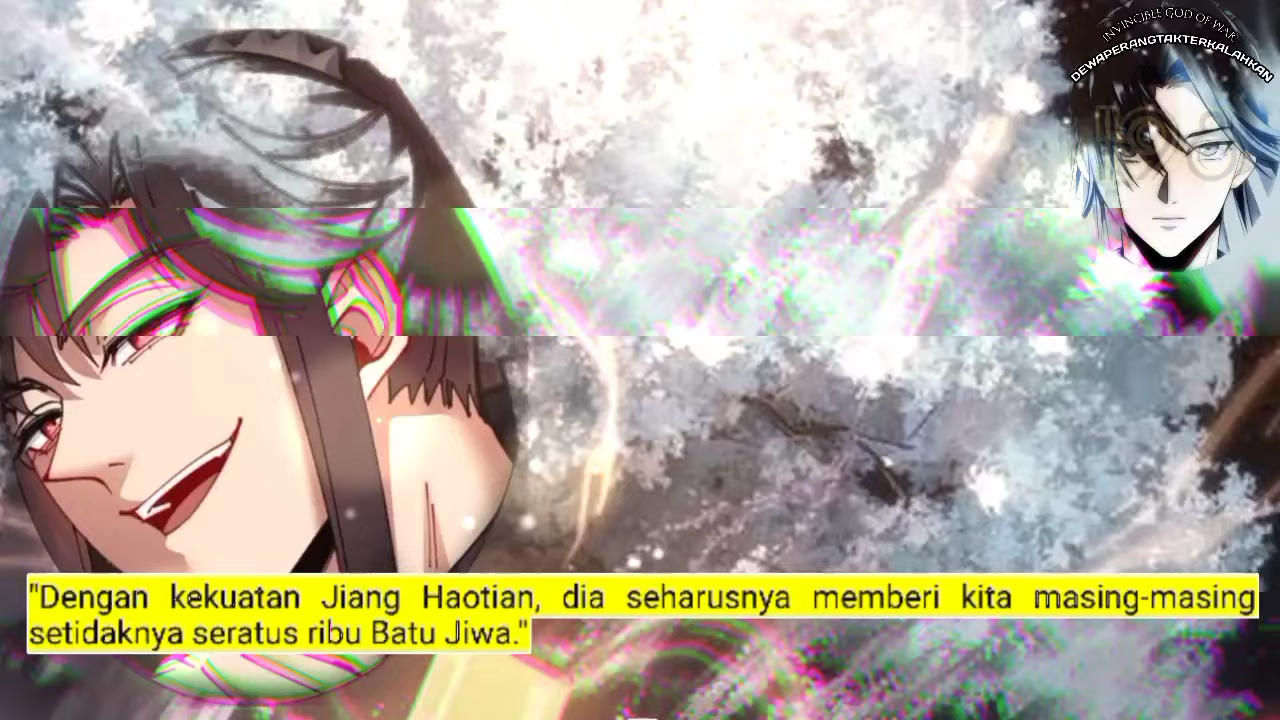 INVINCIBLE GOD OF WAR
DEWAPERANGTAKTERKALAHKAN
"Dengan kekuatan Jiang Haotian, dia seharusnya memberi kita masing-masing
setidaknya seratus ribu Batu Jiwa."